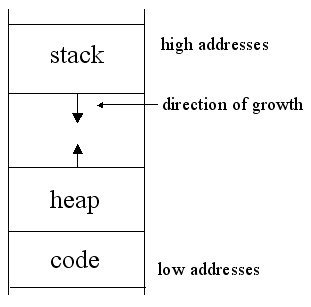 stack
high addresses
direction of growth
heap
code
low addresses